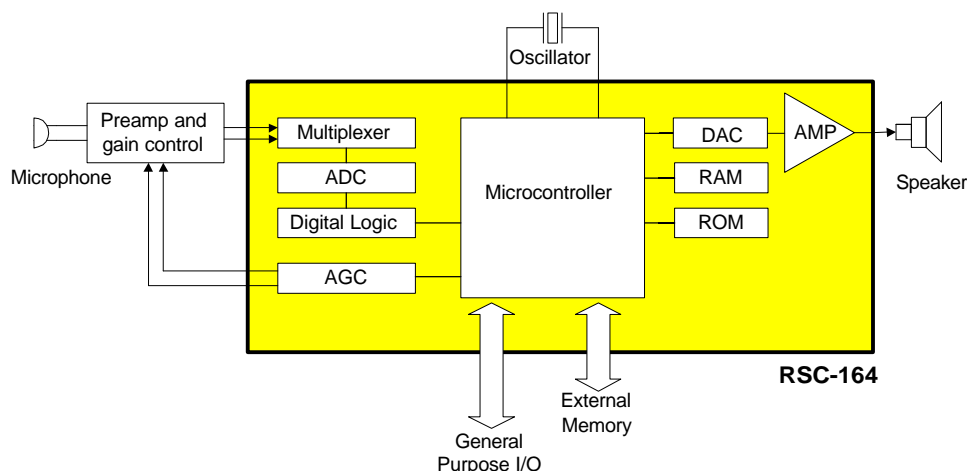 Oscillator
Preamp and
gain control
Microphone
Multiplexer
ADC
Digital Logic
AGC
Microcontroller
DAC
RAM
ROM
AMP
Speaker
RSC-164
External
Memory
General
Purpose I/O